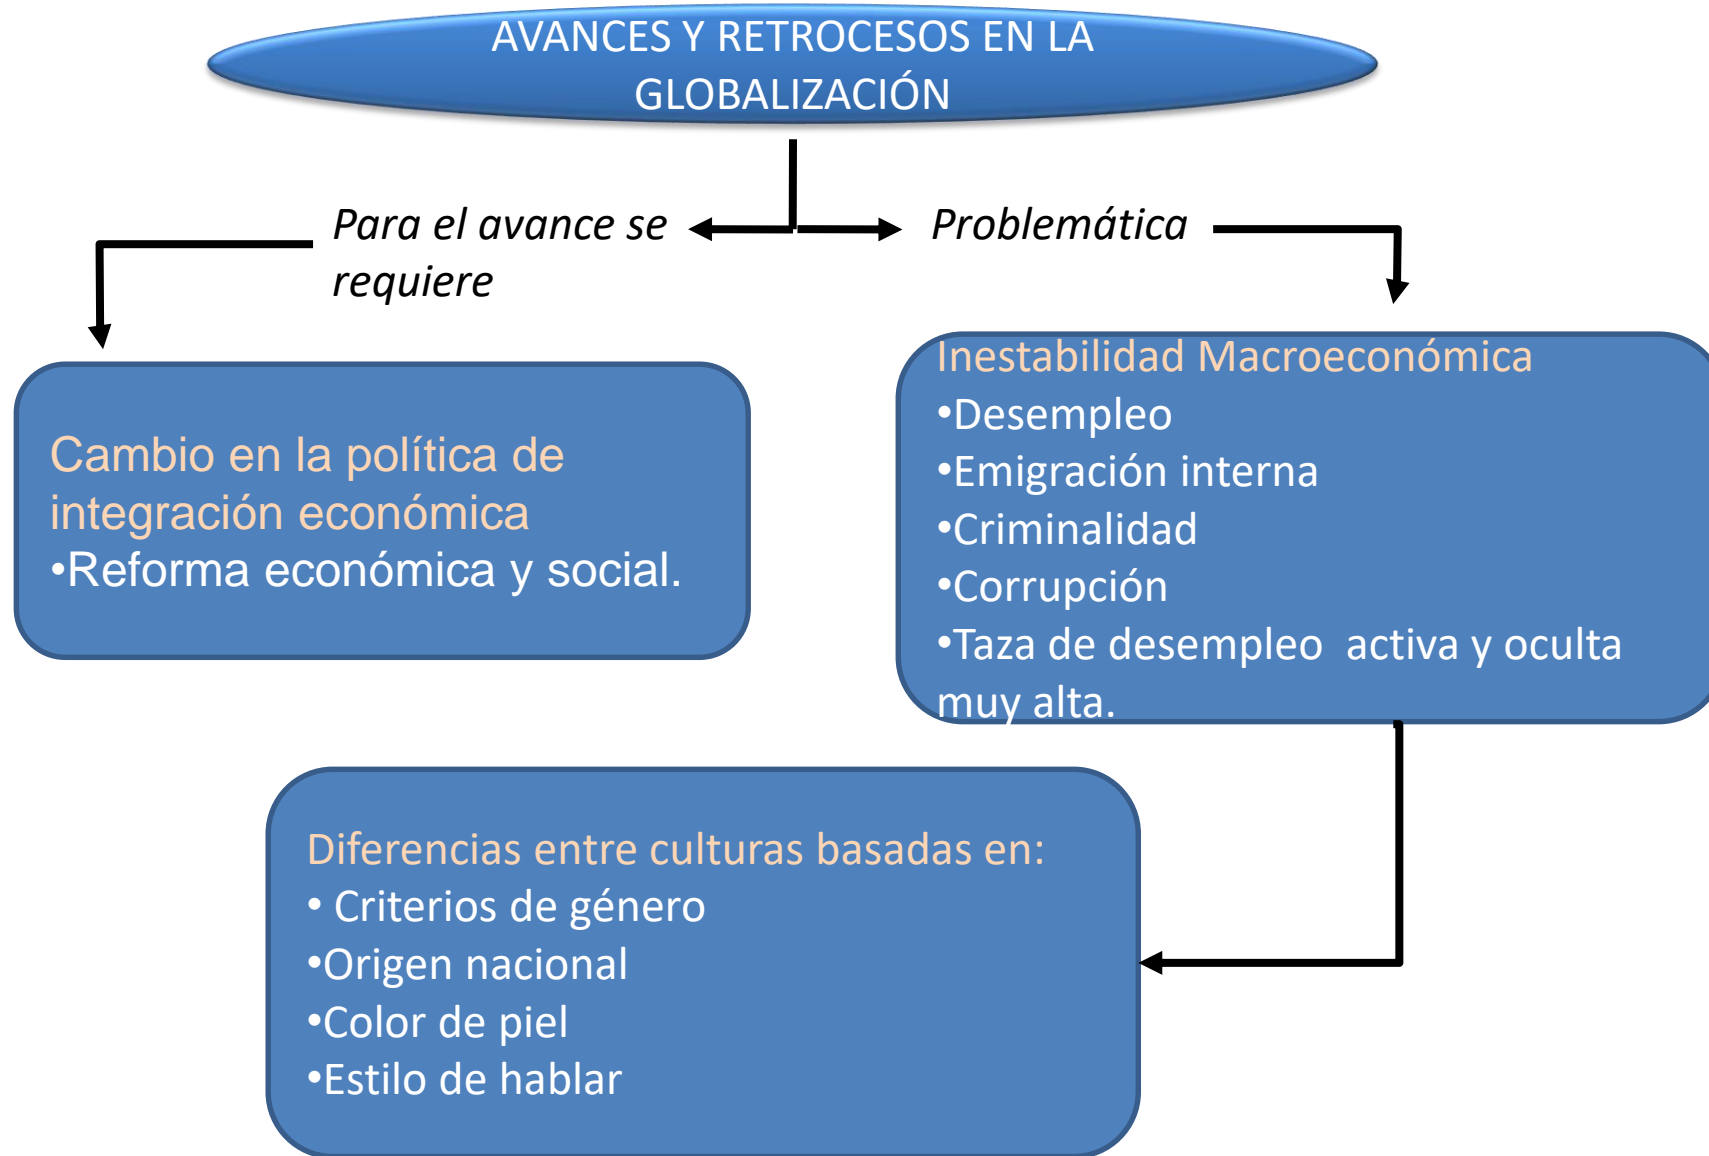 AVANCES Y RETROCESOS EN LA
GLOBALIZACIÓN
Para el avance se
requiere
Problemática
Cambio en la política de
integración económica
•Reforma económica y social.
Inestabilidad Macroeconómica
•Desempleo
•Emigración interna
•Criminalidad
•Corrupción
•Taza de desempleo  activa y oculta
muy alta.
Diferencias entre culturas basadas en:
• Criterios de género
•Origen nacional
•Color de piel
•Estilo de hablar